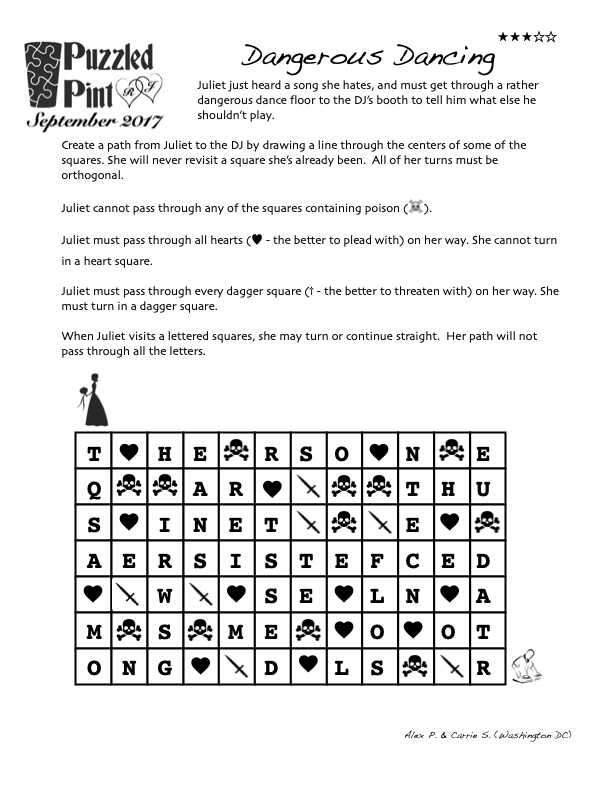 ★★★☆☆
Puzzled
Pint
R J
September 2017
Dangerous Dancing
Juliet just heard a song she hates, and must get through a rather
dangerous dance floor to the DJ's booth to tell him what else he
shouldn't play.
Create a path from Juliet to the DJ by drawing a line through the centers of some of the
squares. She will never revisit a square she's already been.  All of her turns must be
orthogonal.
Juliet cannot pass through any of the squares containing poison (☠).
Juliet must pass through all hearts (♥ - the better to plead with) on her way. She cannot turn
in a heart square.
Juliet must pass through every dagger square († - the better to threaten with) on her way. She
must turn in a dagger square.
When Juliet visits a lettered squares, she may turn or continue straight.  Her path will not
pass through all the letters.
T ♥ H E ☠ R S O ♥ N ☠ E
Q ☠ ☠ A R ♥ 🗡 ☠ ☠ T H U
S ♥ I N E T 🗡 ☠ 🗡 E ♥ ☠
A E R S I S T E F C E D
♥ 🗡 W 🗡 ♥ S E ♥ L N ♥ A
M ☠ S ☠ M E ☠ ♥ O ♥ O T
O N G ♥ 🗡 D ♥ L S ☠ 🗡 R
Alex P. & Carrie S. (Washington DC)